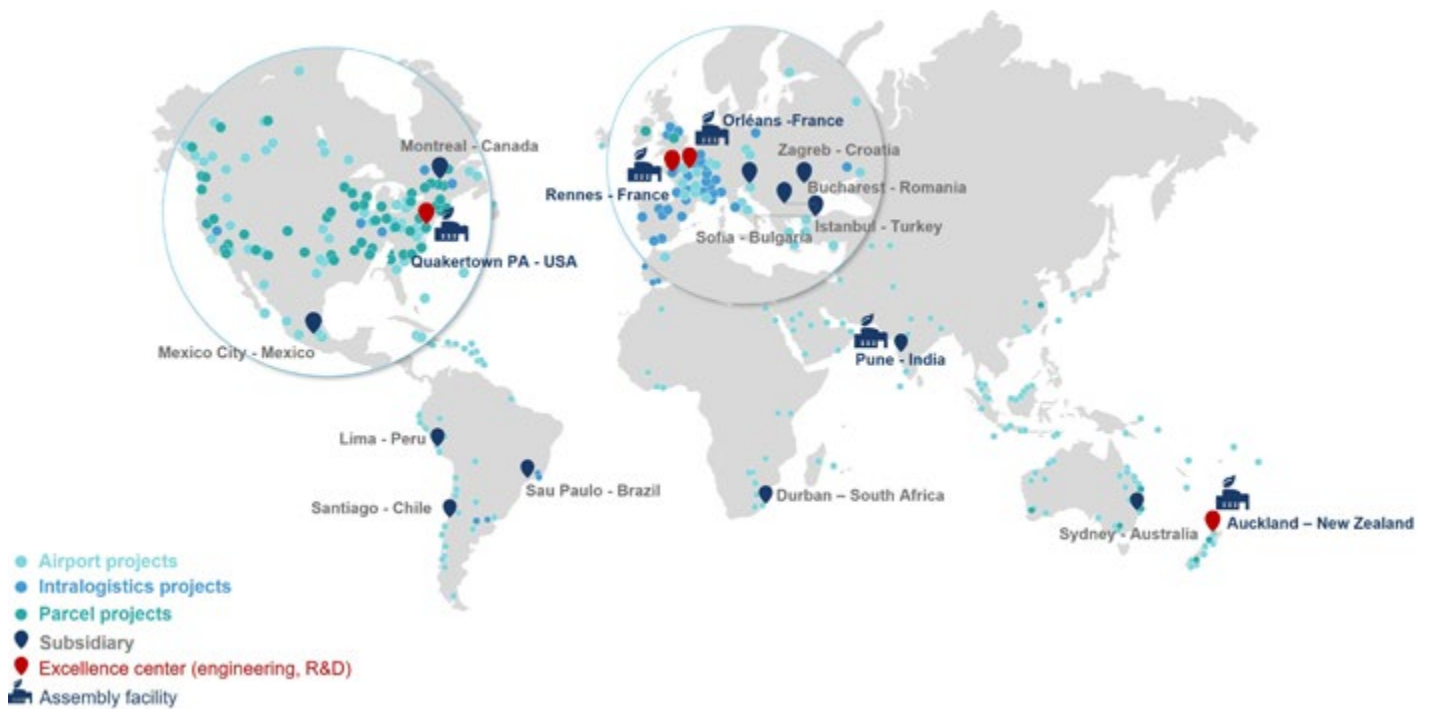 Orléans -France
Montreal - Canada
Zagreb - Croatia
Rennes - France
Bucharest - Romania
Istanbul - Turkey
Sofia - Bulgaria
Quakertown PA - USA
Mexico City - Mexico
Pune - India
Lima - Peru
Sau Paulo - Brazil
Durban – South Africa
Santiago - Chile
Auckland – New Zealand
Sydney - Australia
Airport projects
Intralogistics projects
Parcel projects
Subsidiary
Excellence center (engineering, R&D)
Assembly facility